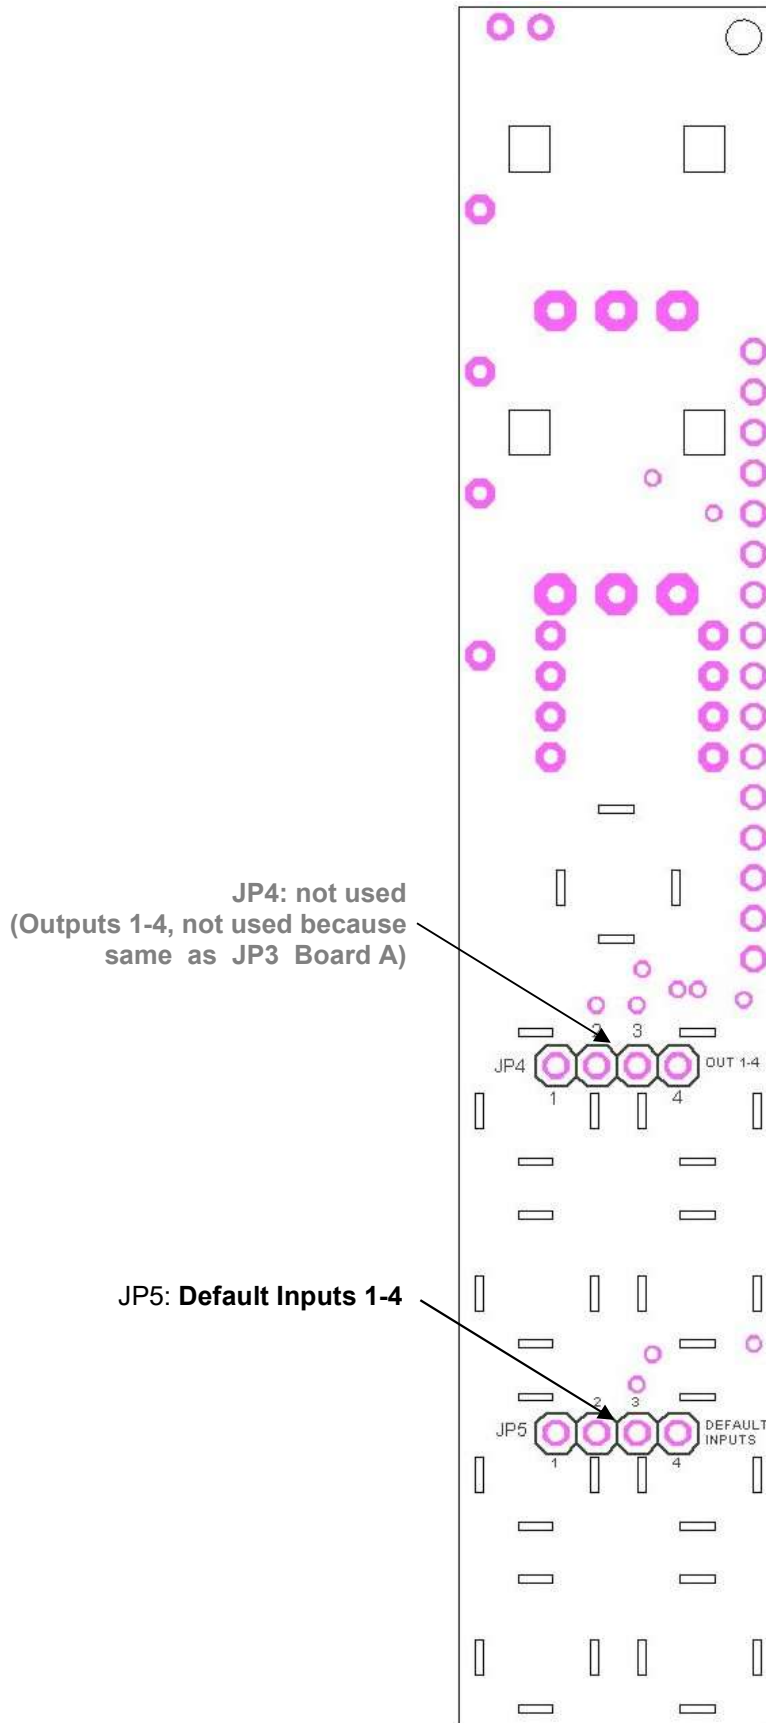 JP4: not used
(Outputs 1-4, not used because
same as JP3 Board A)
2 3
JP4 OUT 1-4
1 4
JP5: Default Inputs 1-4
2 3
JP5 DEFAULT
INPUTS
1 4